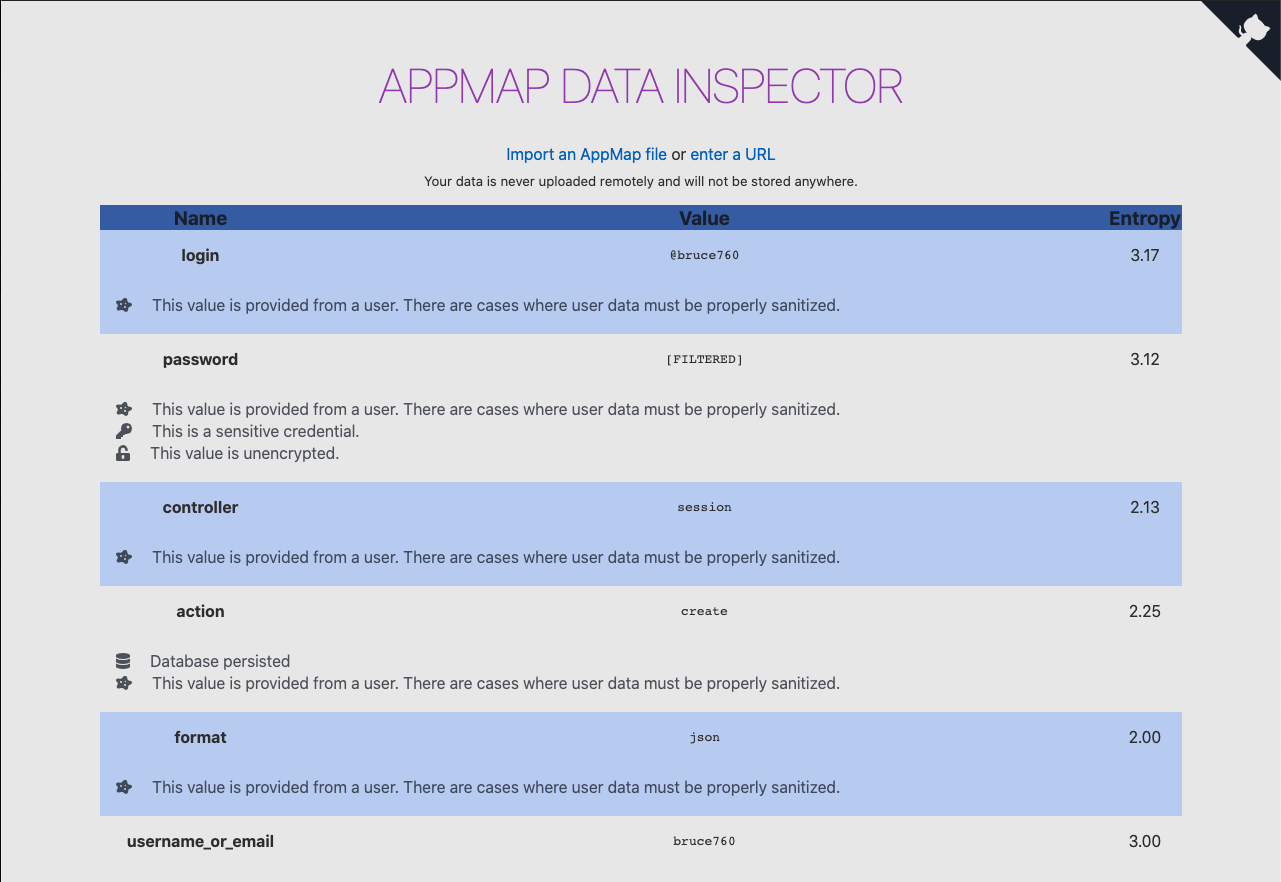 APPMAP DATA INSPECTOR
Import an AppMap file or enter a URL
Your data is never uploaded remotely and will not be stored anywhere.
Name Value Entropy
login @bruce760 3.17
This value is provided from a user. There are cases where user data must be properly sanitized.
password [FILTERED] 3.12
This value is provided from a user. There are cases where user data must be properly sanitized.
This is a sensitive credential.
This value is unencrypted.
controller session 2.13
This value is provided from a user. There are cases where user data must be properly sanitized.
action create 2.25
Database persisted
This value is provided from a user. There are cases where user data must be properly sanitized.
format json 2.00
This value is provided from a user. There are cases where user data must be properly sanitized.
username_or_email bruce760 3.00